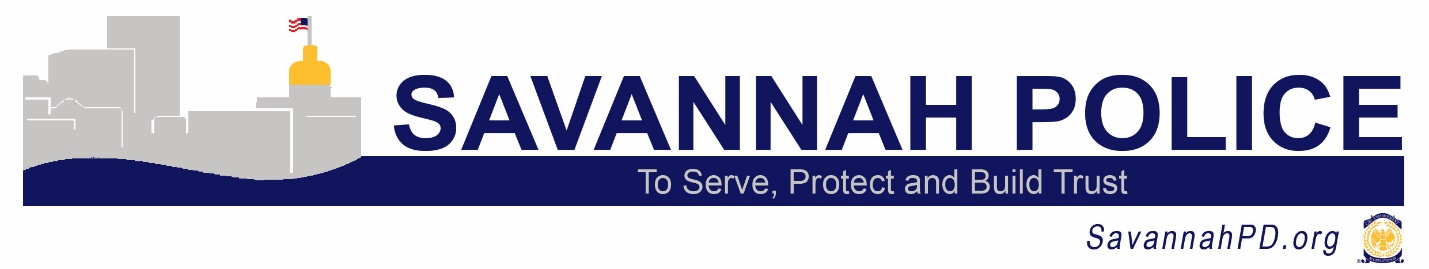 SAVANNAH POLICE
To Serve, Protect and Build Trust
SavannahPD.org